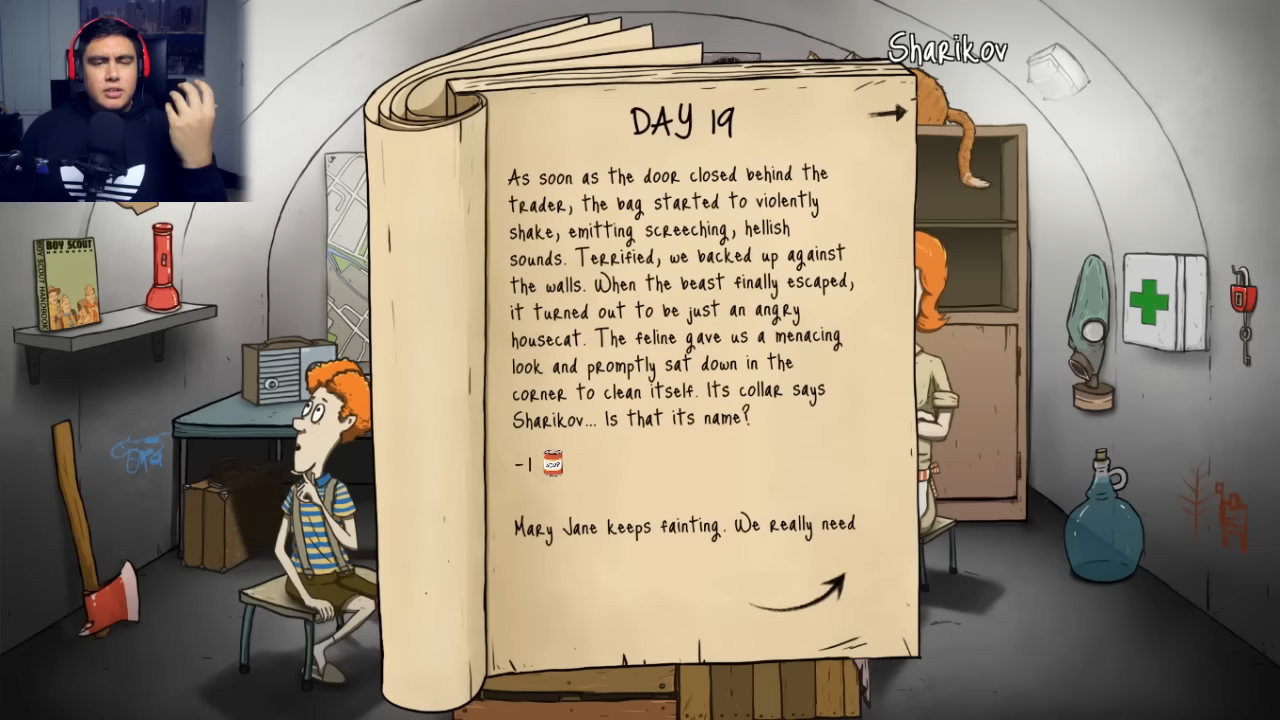 Sharikov
DAY 19
As soon as the door closed behind the
trader, the bag started to violently
shake, emitting screeching, hellish
sounds. Terrified, we backed up against
the walls. When the beast finally escaped,
it turned out to be just an angry
housecat. The feline gave us a menacing
look and promptly sat down in the
corner to clean itself. Its collar says
Sharikov... Is that its name?
-1
SOUP
Mary Jane keeps fainting. We really need
BOY SCOUT
BOY SCOUT HANDBOOK